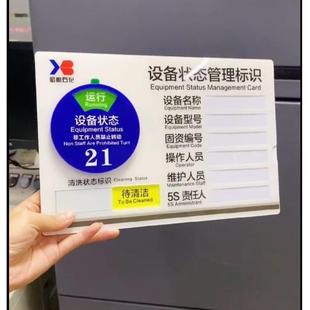 设备状态管理标识
Equipment Status Management Card
运行
Running
设备状态
Equipment Status
非工作人员禁止转动
Non Staff Are Prohibited Turn
21
清洗状态标识 Cleaning Status
待清洁
To Be Cleaned
设备名称
Equipment Name
设备型号
Equipment Model
固资编号
Equipment Code
操作人员
Operator
维护人员
Maintenance Staff
5S 责任人
5S Administrator